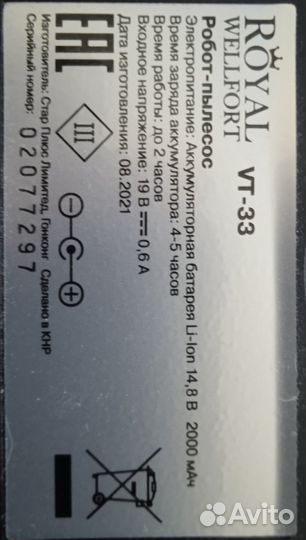 ROYAL
WELLFORT
VT-33
Робот-пылесос
Электропитание: Аккумуляторная батарея Li-Ion 14,8 В 2000 мАч
Время заряда аккумулятора: 4-5 часов
Время работы: до 2 часов
Входное напряжение: 19 В 0,6 А
Дата изготовления: 08.2021
EAC
III
Изготовитель: Стар Плюс Лимитед, Гонконг Сделано в КНР
Серийный номер: 02077297
Avito